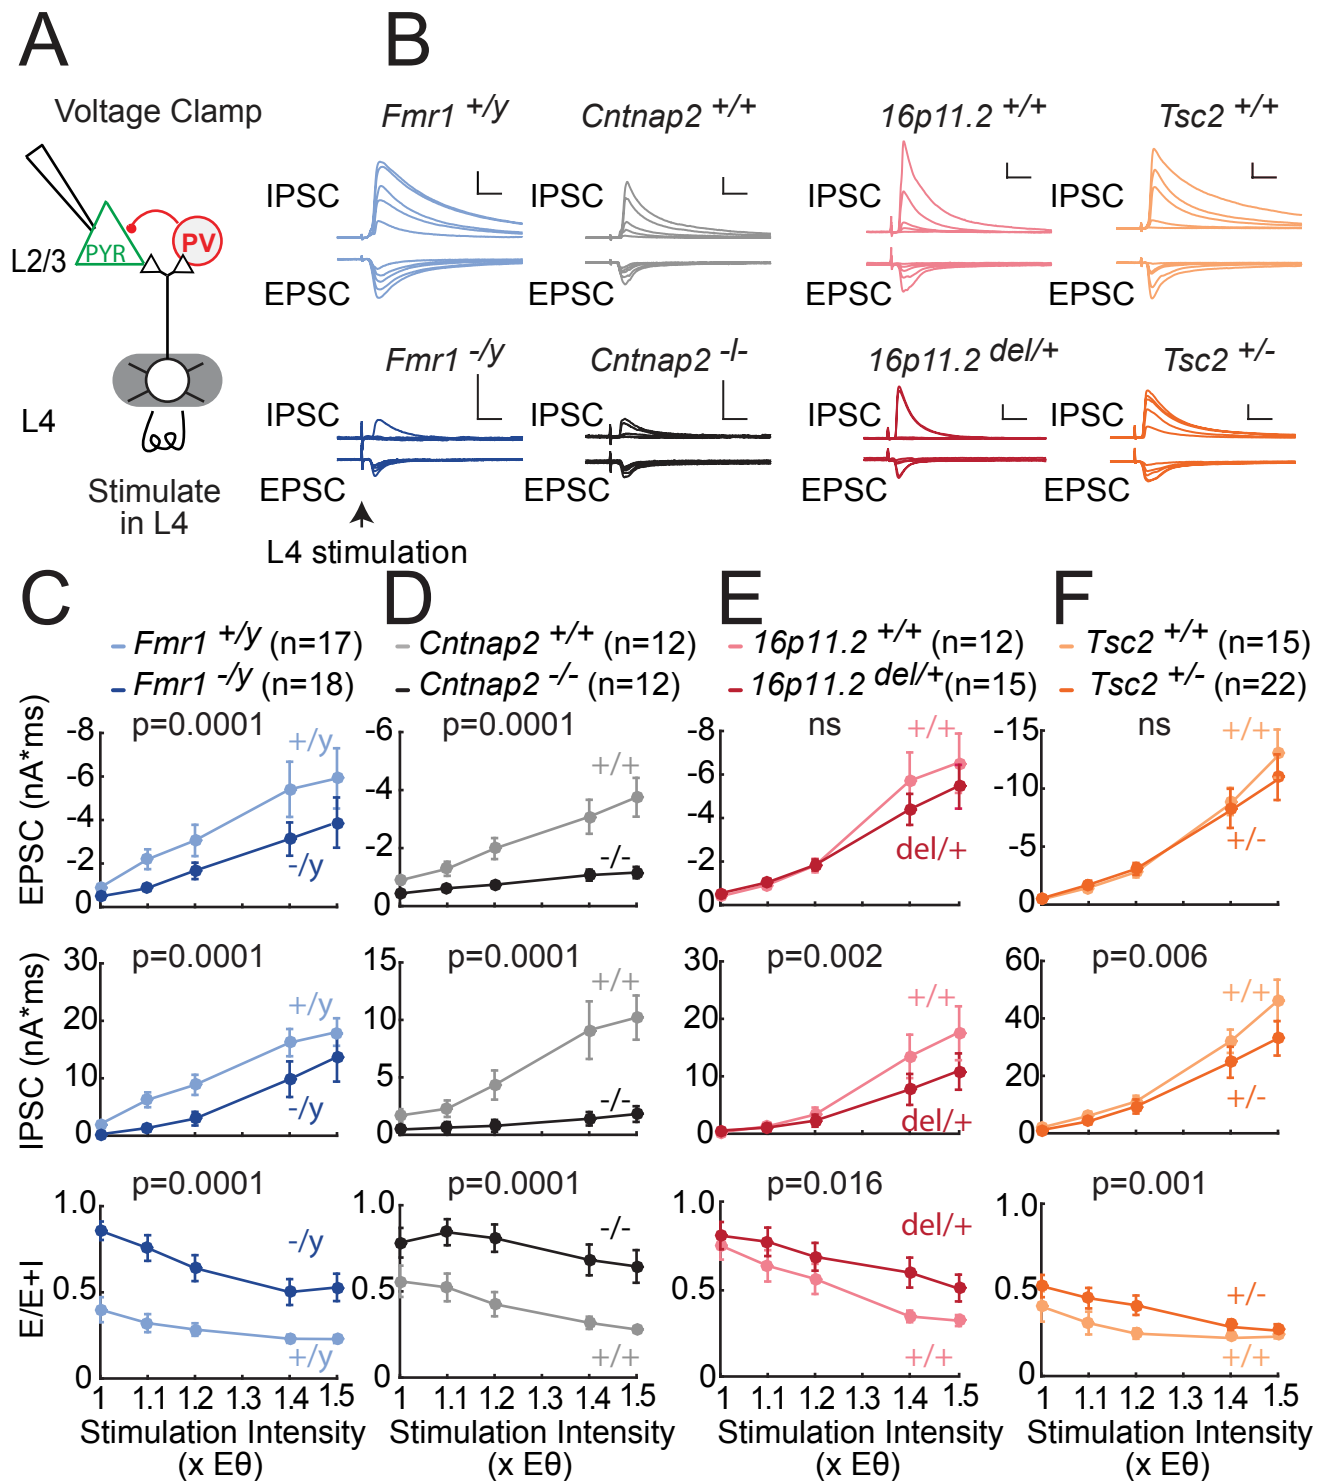 A
B
Voltage Clamp
Fmr1 +/y
Cntnap2 +/+
16p11.2 +/+
Tsc2 +/+
IPSC
IPSC
IPSC
IPSC
PYR
PV
L2/3
EPSC
EPSC
EPSC
EPSC
Fmr1 -/y
Cntnap2 -/-
16p11.2 del/+
Tsc2 +/-
L4
IPSC
IPSC
IPSC
IPSC
EPSC
EPSC
EPSC
EPSC
Stimulate
in L4
L4 stimulation
C
D
E
F
Fmr1 +/y (n=17)
Fmr1 -/y (n=18)
Cntnap2 +/+ (n=12)
Cntnap2 -/- (n=12)
16p11.2 +/+ (n=12)
16p11.2 del/+ (n=15)
Tsc2 +/+ (n=15)
Tsc2 +/- (n=22)
EPSC (nA*ms)
-8
-6
-4
-2
0
p=0.0001
+/y
-/y
-6
-4
-2
0
p=0.0001
+/+
-/-
-8
-6
-4
-2
0
ns
+/+
del/+
-15
-10
-5
0
ns
+/+
+/-
IPSC (nA*ms)
30
20
10
0
p=0.0001
+/y
-/y
15
10
5
0
p=0.0001
+/+
-/-
30
20
10
0
p=0.002
+/+
del/+
60
40
20
0
p=0.006
+/+
+/-
E/E+I
1.0
0.5
0
p=0.0001
-/y
+/y
1.0
0.5
0
p=0.0001
-/-
+/+
1.0
0.5
0
p=0.016
del/+
+/+
1.0
0.5
0
p=0.001
+/-
+/+
1 1.1 1.2 1.3 1.4 1.5
Stimulation Intensity
(x Eθ)
1 1.1 1.2 1.3 1.4 1.5
Stimulation Intensity
(x Eθ)
1 1.1 1.2 1.3 1.4 1.5
Stimulation Intensity
(x Eθ)
1 1.1 1.2 1.3 1.4 1.5
Stimulation Intensity
(x Eθ)